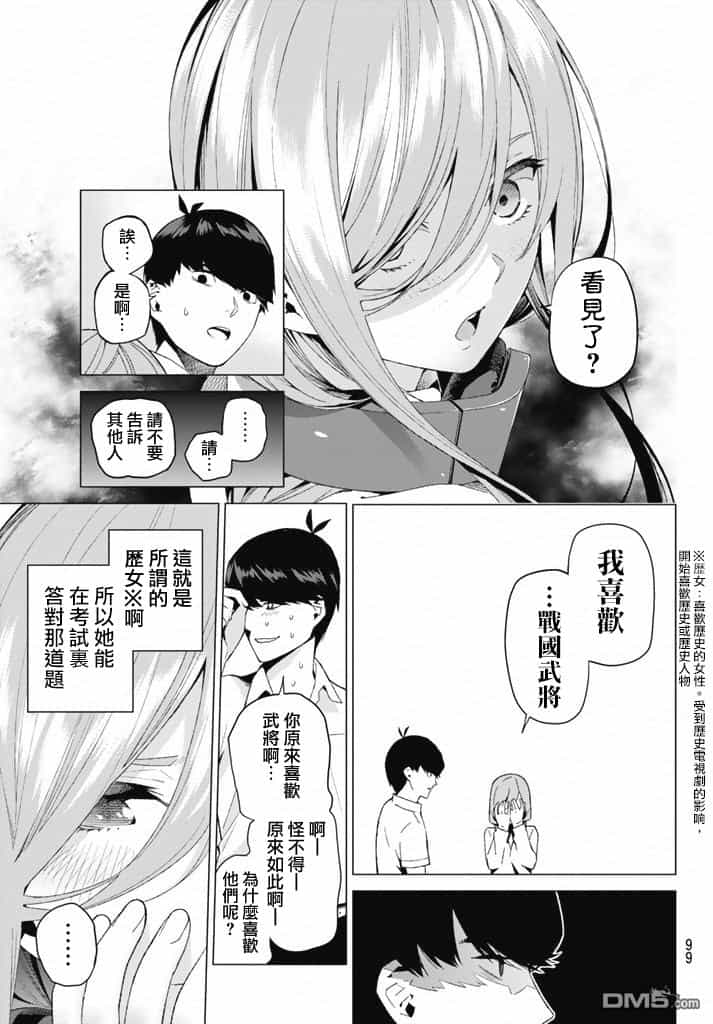 看見了?
誒…
是啊…
……
請…
請不要
告訴
其他人
※歷女：喜歡歷史的女性。受到歷史電視劇的影响，
開始喜歡歷史或歷史人物
我喜歡
…戰國武將
你原來喜歡
武將啊…
啊—
怪不得—
原來如此啊—
為什麼喜歡
他們呢?
這就是
所謂的
歷女※啊
所以她能
在考試裏
答對那道題
……
99
DM5.com